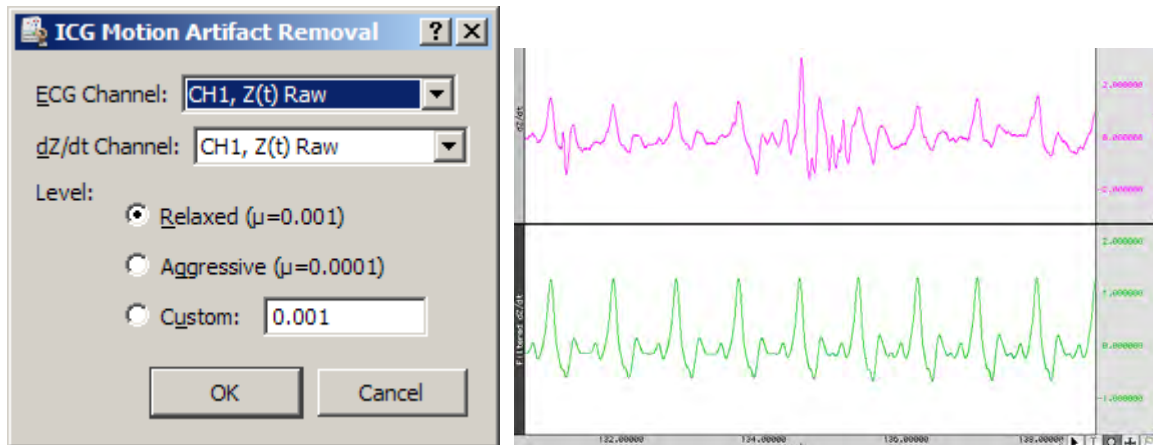 ICG Motion Artifact Removal
ECG Channel: CH1, Z(t) Raw
dZ/dt Channel: CH1, Z(t) Raw
Level:
Relaxed (μ=0.001)
Aggressive (μ=0.0001)
Custom: 0.001
OK Cancel
dZ/dt
2.000000
0.000000
-2.000000
Filtered dZ/dt
2.000000
1.000000
0.000000
-1.000000
132.00000 134.00000 136.00000 138.00000